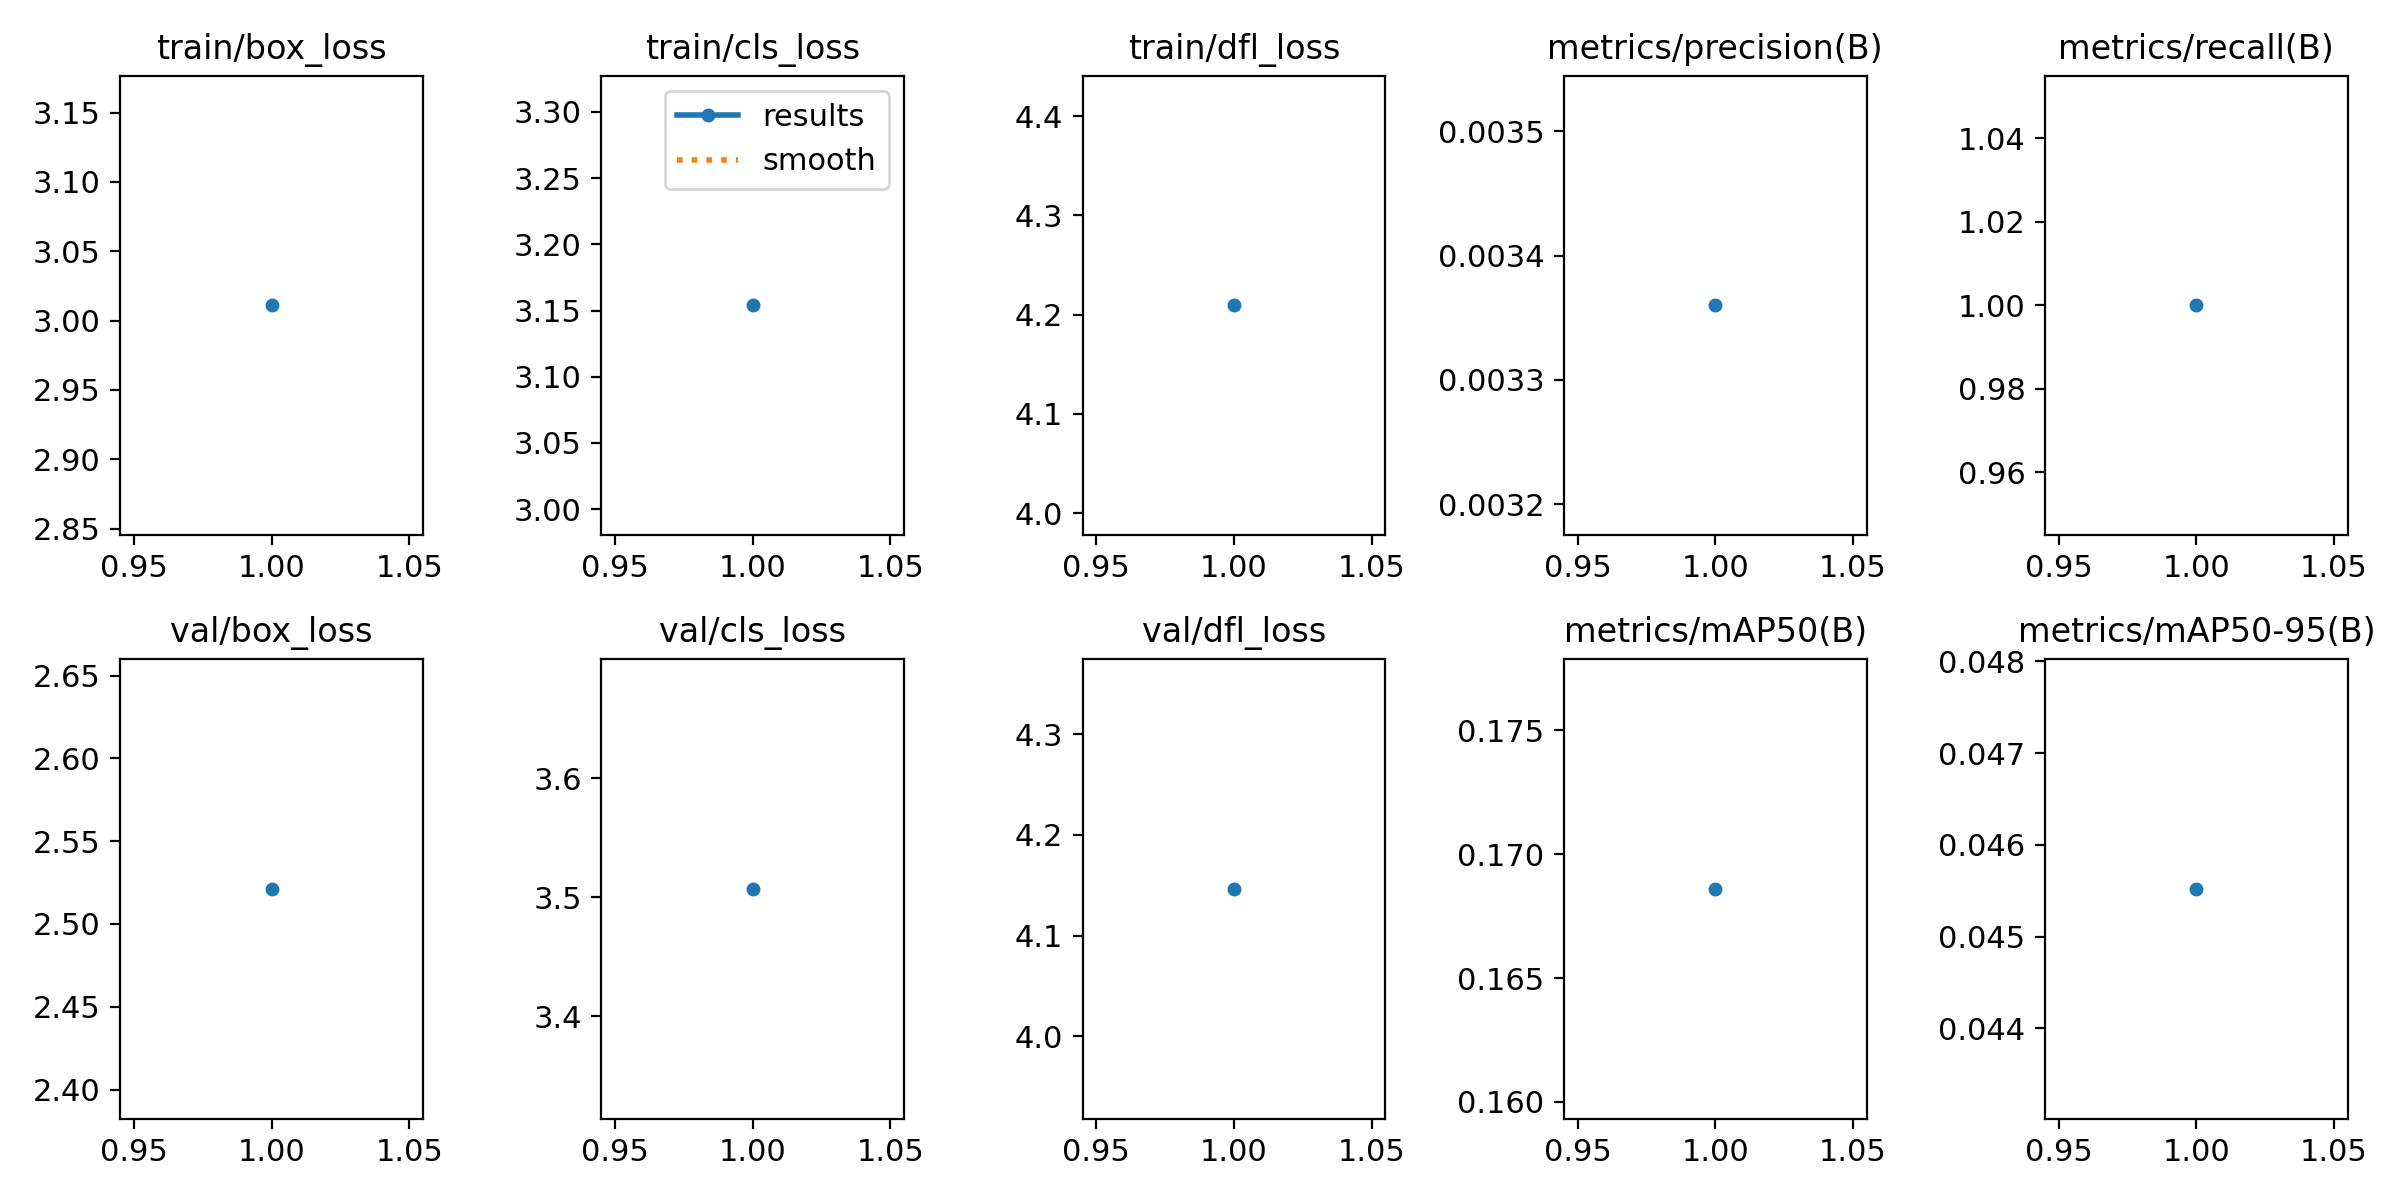 train/box_loss
3.15
3.10
3.05
3.00
2.95
2.90
2.85
0.95 1.00 1.05
train/cls_loss
results
smooth
3.30
3.25
3.20
3.15
3.10
3.05
3.00
0.95 1.00 1.05
train/dfl_loss
4.4
4.3
4.2
4.1
4.0
0.95 1.00 1.05
metrics/precision(B)
0.0035
0.0034
0.0033
0.0032
0.95 1.00 1.05
metrics/recall(B)
1.04
1.02
1.00
0.98
0.96
0.95 1.00 1.05
val/box_loss
2.65
2.60
2.55
2.50
2.45
2.40
0.95 1.00 1.05
val/cls_loss
3.6
3.5
3.4
0.95 1.00 1.05
val/dfl_loss
4.3
4.2
4.1
4.0
0.95 1.00 1.05
metrics/mAP50(B)
0.175
0.170
0.165
0.160
0.95 1.00 1.05
metrics/mAP50-95(B)
0.048
0.047
0.046
0.045
0.044
0.95 1.00 1.05